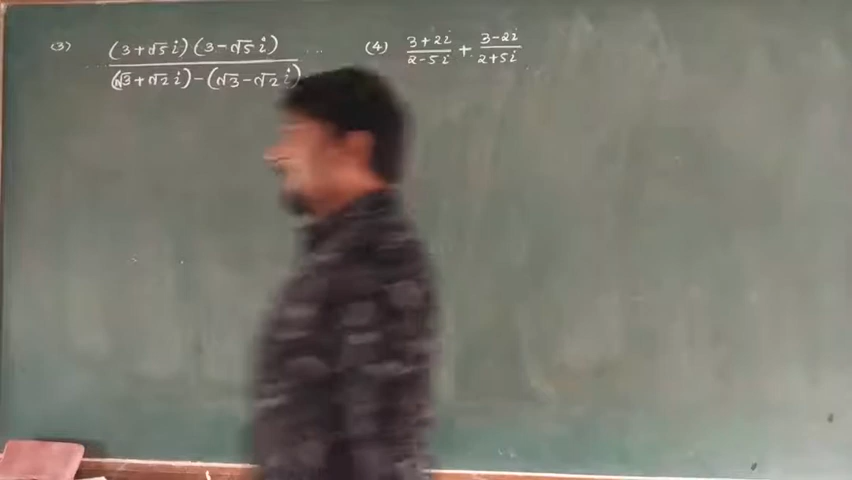 (3) (3+√5 i) (3-√5 i) / (√3+√2 i) - (√3-√2 i)
(4) 3+2i / 2-5i + 3-2i / 2+5i